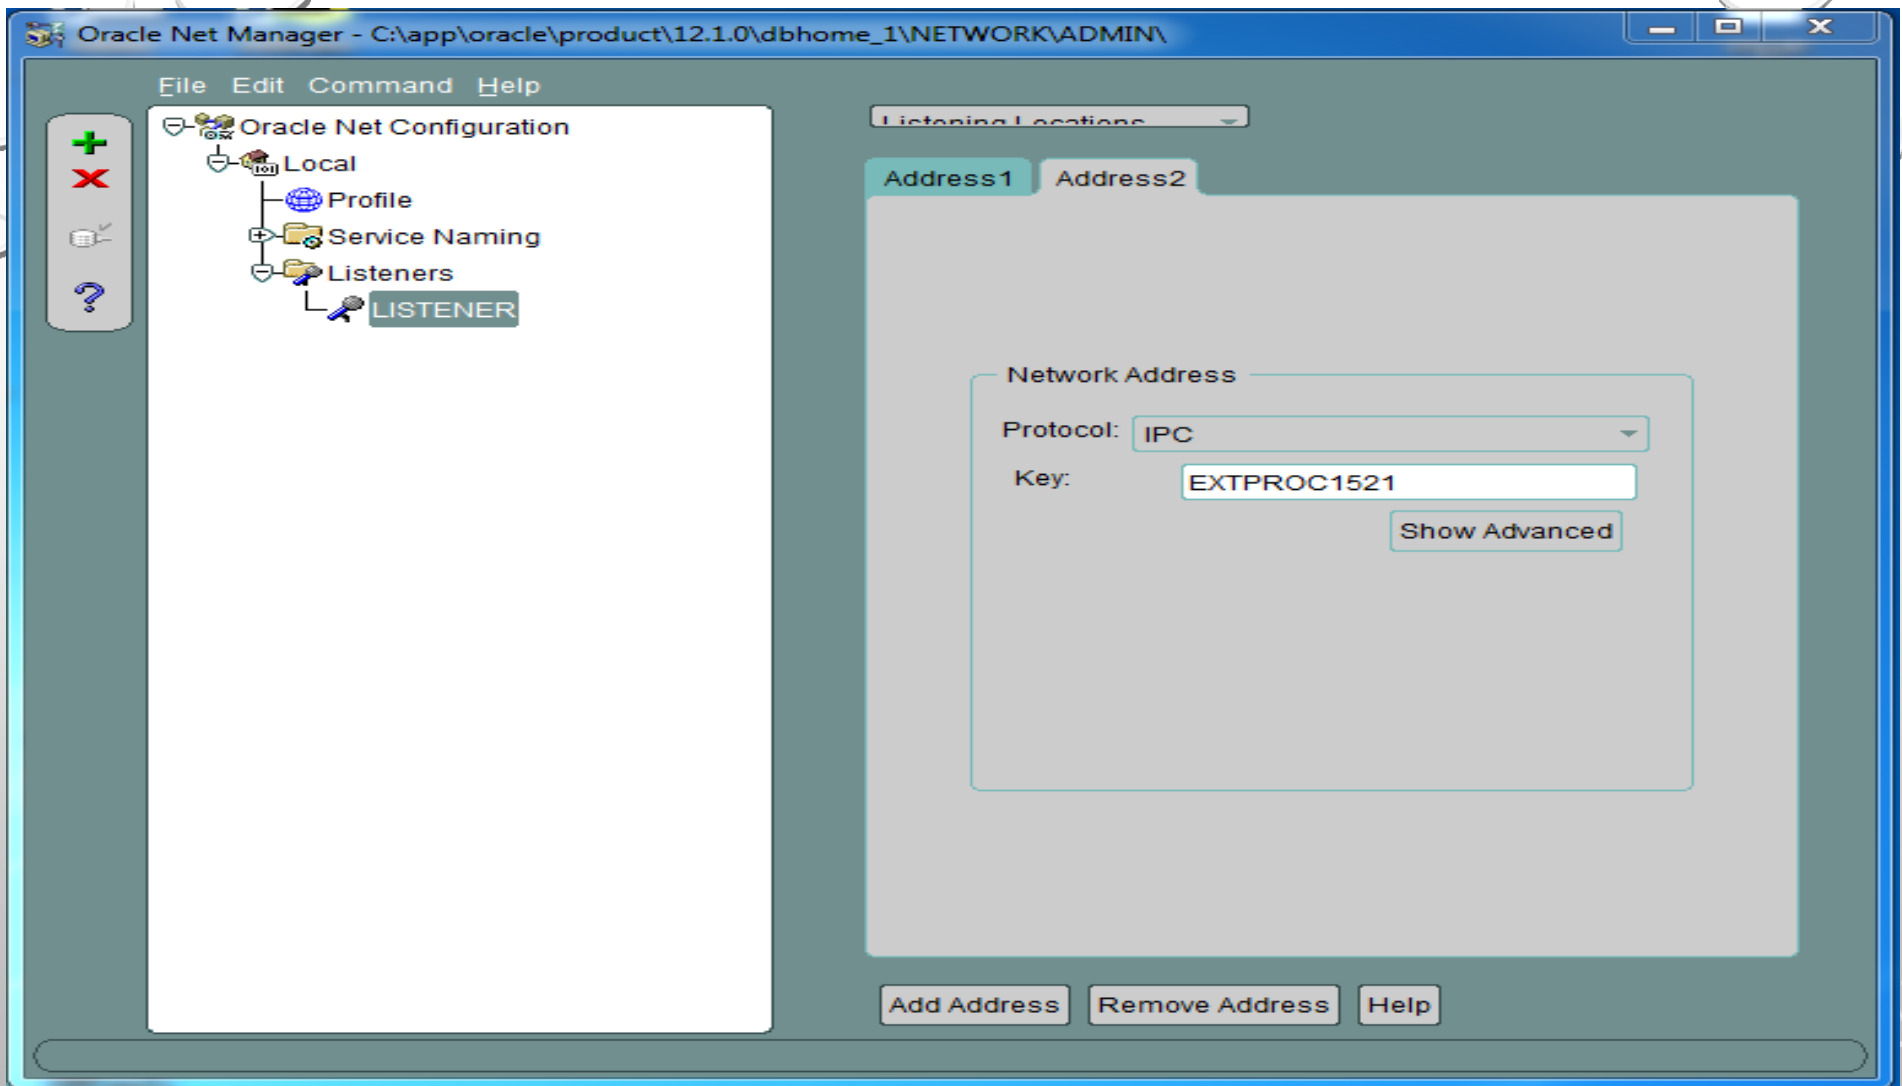 Oracle Net Manager - C:\app\oracle\product\12.1.0\dbhome_1\NETWORK\ADMIN\
File Edit Command Help
Oracle Net Configuration
Local
Profile
Service Naming
Listeners
LISTENER
Listening Locations
Address1 Address2
Network Address
Protocol: IPC
Key: EXTPROC1521
Show Advanced
Add Address Remove Address Help